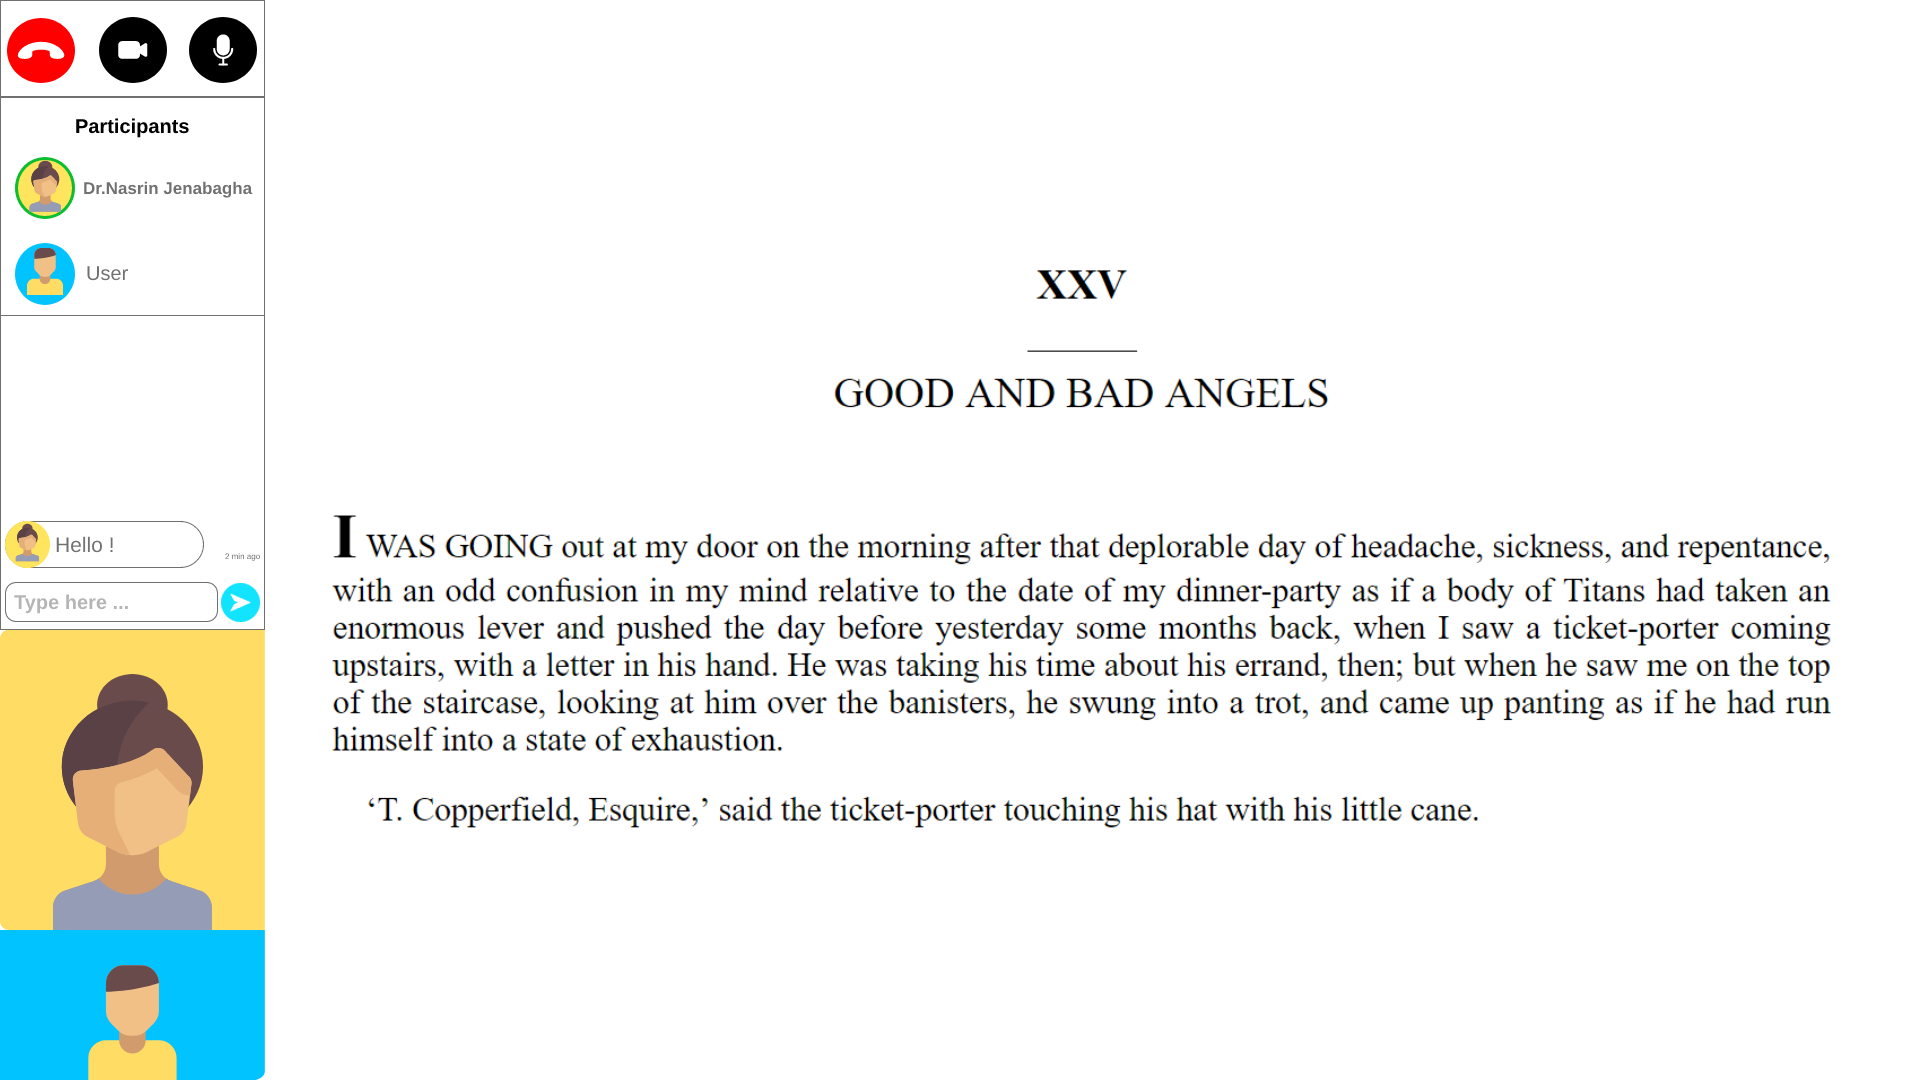 Participants
Dr.Nasrin Jenabagha
User
Hello !
2 min ago
Type here ...
XXV
GOOD AND BAD ANGELS
I WAS GOING out at my door on the morning after that deplorable day of headache, sickness, and repentance,
with an odd confusion in my mind relative to the date of my dinner-party as if a body of Titans had taken an
enormous lever and pushed the day before yesterday some months back, when I saw a ticket-porter coming
upstairs, with a letter in his hand. He was taking his time about his errand, then; but when he saw me on the top
of the staircase, looking at him over the banisters, he swung into a trot, and came up panting as if he had run
himself into a state of exhaustion.
‘T. Copperfield, Esquire,’ said the ticket-porter touching his hat with his little cane.